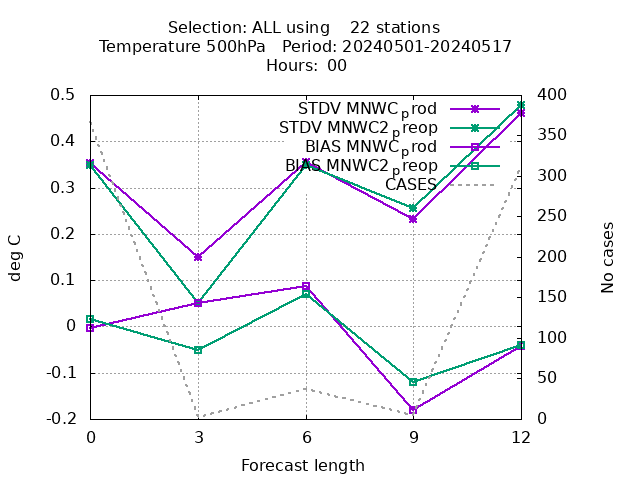 Selection: ALL using 22 stations
Temperature 500hPa Period: 20240501-20240517
Hours: 00
STDV MNWC_prod
STDV MNWC2_preop
BIAS MNWC_prod
BIAS MNWC2_preop
CASES
0.5
0.4
0.3
0.2
0.1
0
-0.1
-0.2
deg C
400
350
300
250
200
150
100
50
0
No cases
0 3 6 9 12
Forecast length